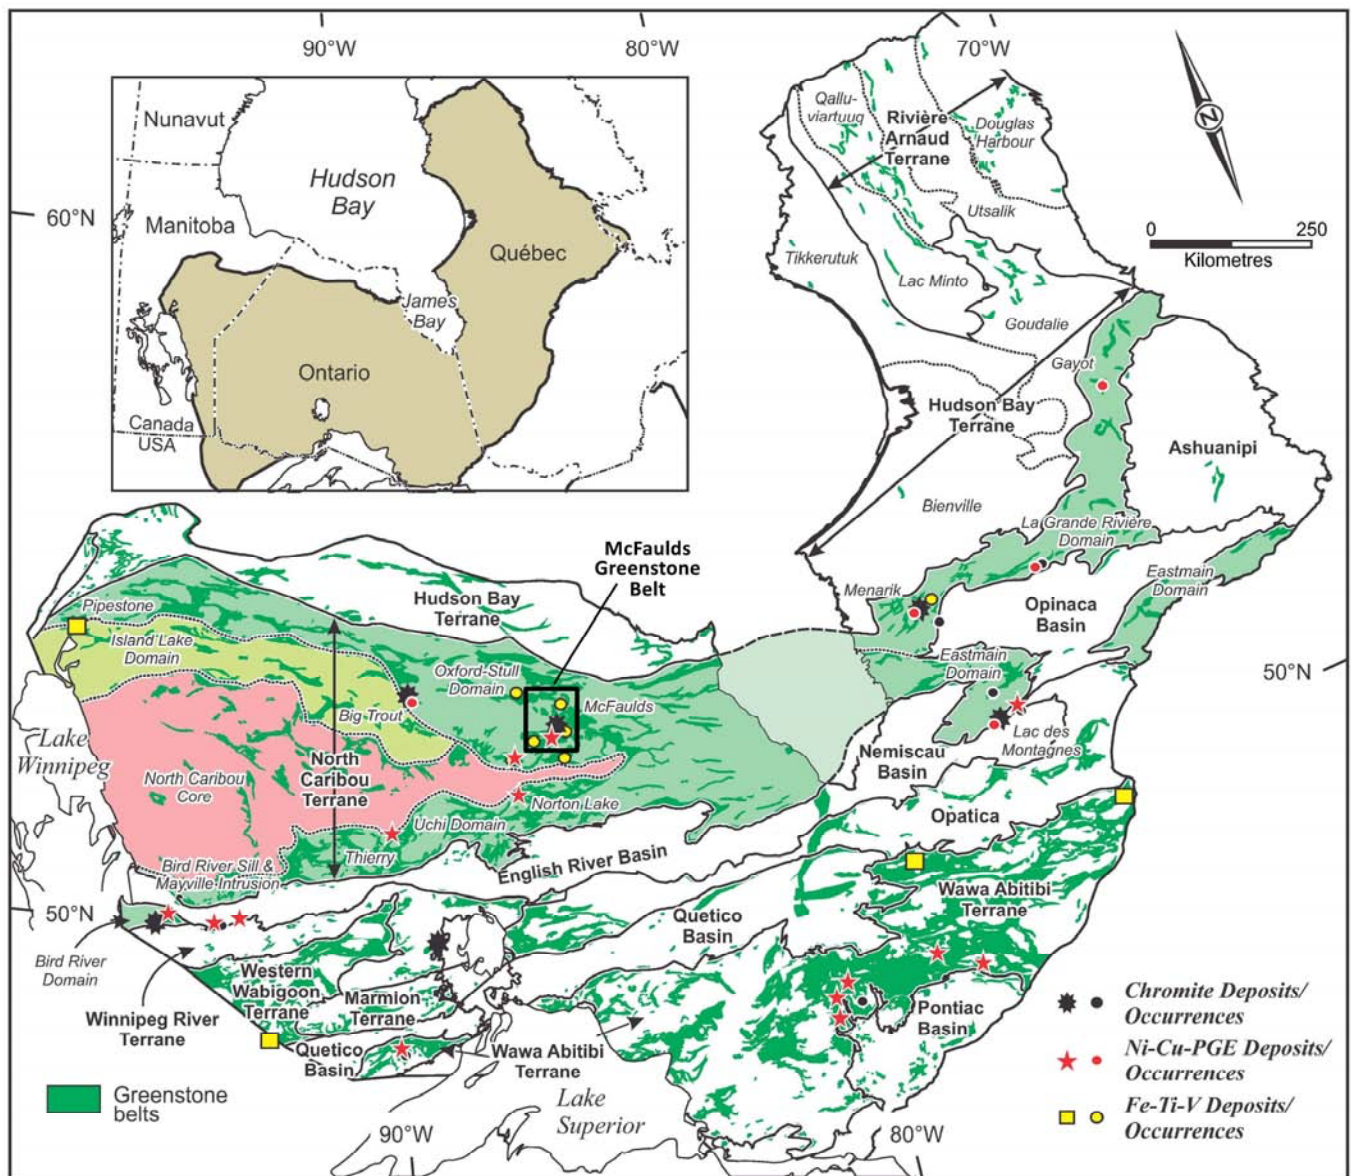 90°W
80°W
70°W
60°N
Nunavut
Manitoba
Hudson
Bay
Québec
James
Bay
Ontario
Canada
USA
Qallu-
viartuuq
Rivière
Arnaud
Terrane
Douglas
Harbour
Utsalik
Tikkerutuk
Lac Minto
Goudalie
N
0
250
Kilometres
Gayot
Hudson Bay
Terrane
Ashuanipi
Bienville
La Grande Rivière
Domain
Eastmain
Domain
Menarik
Opinaca
Basin
Eastmain
Domain
50°N
Lac des
Montagnes
Nemiscau
Basin
Opatica
McFaulds
Greenstone
Belt
Hudson Bay
Terrane
Pipestone
Island Lake
Domain
Oxford-Stull
Domain
McFaulds
Big Trout
Lake
Winnipeg
North Caribou
Core
North
Caribou
Terrane
Norton Lake
Uchi Domain
Thierry
Bird River Sill &
Mayville Intrusion
English River Basin
50°N
Bird River
Domain
Winnipeg River
Terrane
Western
Wabigoon
Terrane
Marmion
Terrane
Quetico
Basin
Quetico
Basin
Wawa Abitibi
Terrane
Wawa Abitibi
Terrane
Pontiac
Basin
Lake
Superior
Greenstone
belts
90°W
80°W
Chromite Deposits/
Occurrences
Ni-Cu-PGE Deposits/
Occurrences
Fe-Ti-V Deposits/
Occurrences